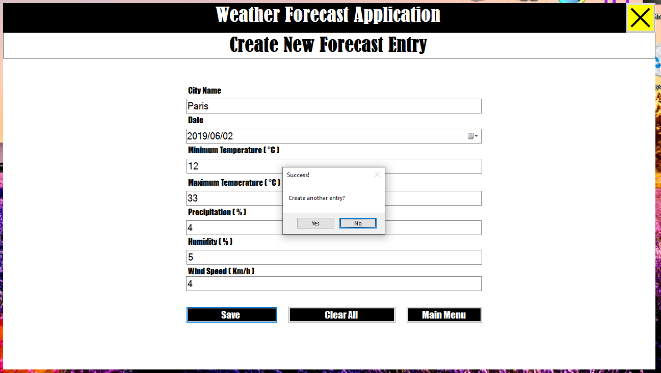 Weather Forecast Application
Create New Forecast Entry
City Name
Paris
Date
2019/06/02
Minimum Temperature ( °C )
12
Maximum Temperature ( °C )
33
Precipitation ( % )
4
Humidity ( % )
5
Wind Speed ( Km/h )
4
Success!
Create another entry?
Yes No
Save Clear All Main Menu